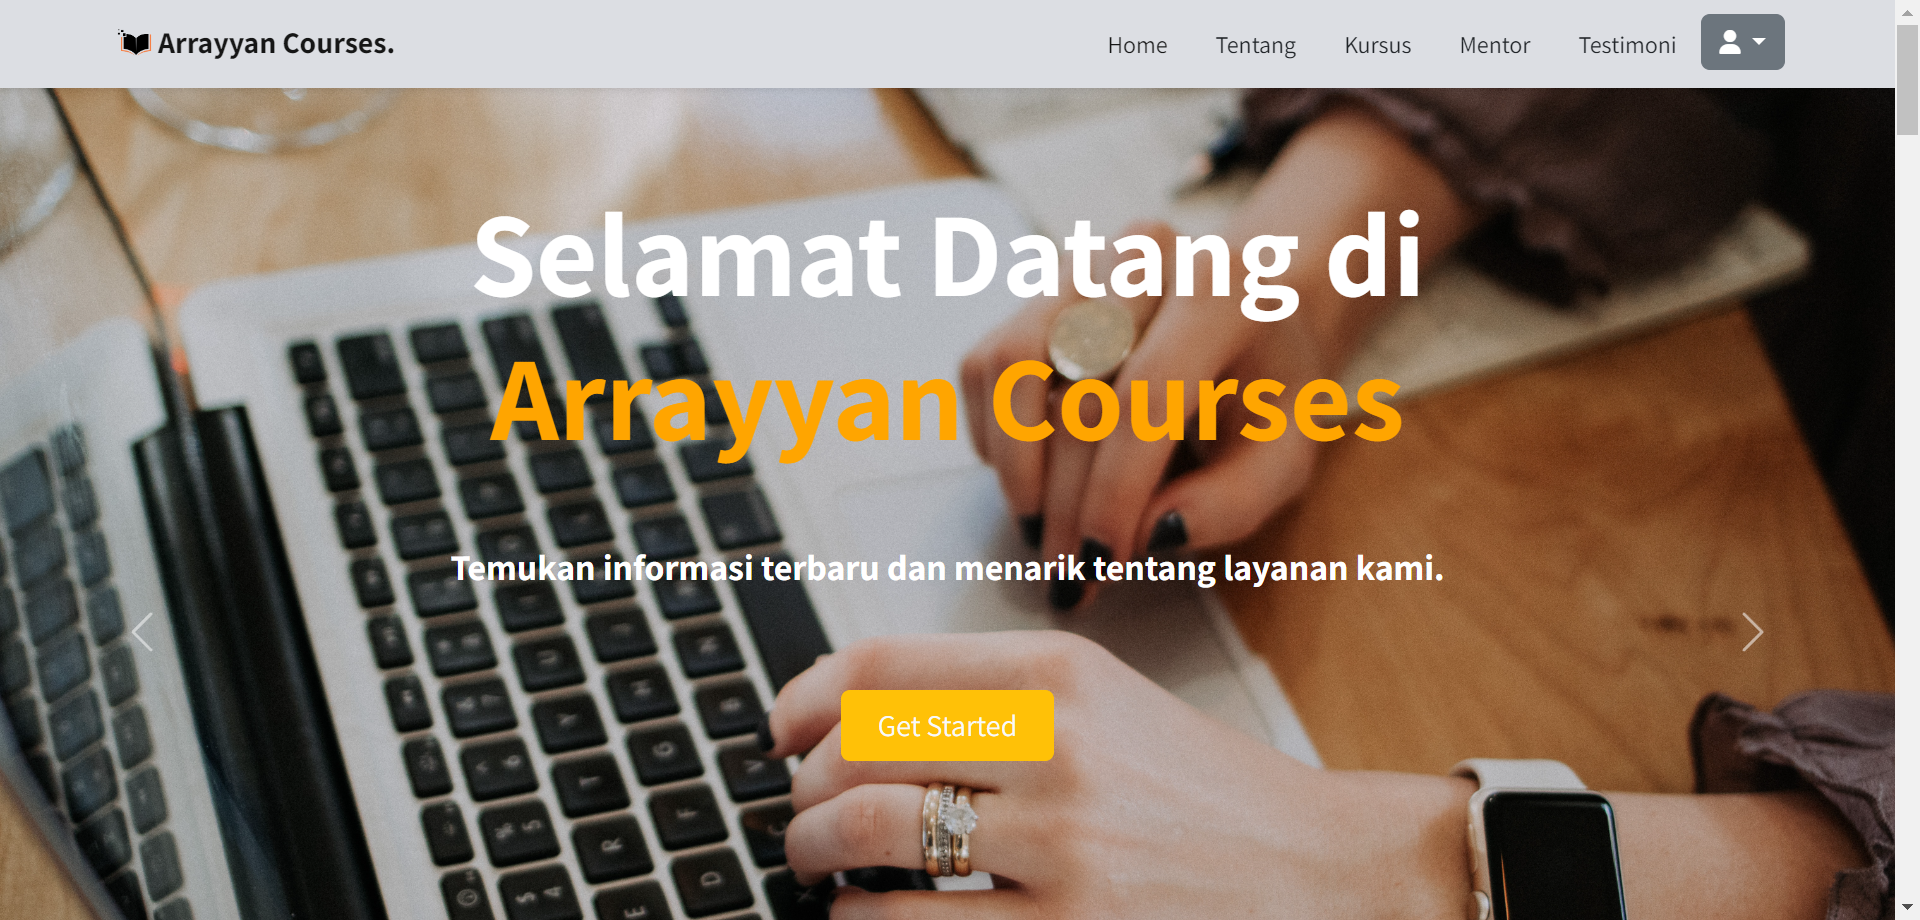 Arrayyan Courses.
Home Tentang Kursus Mentor Testimoni
Selamat Datang di
Arrayyan Courses
Temukan informasi terbaru dan menarik tentang layanan kami.
Get Started